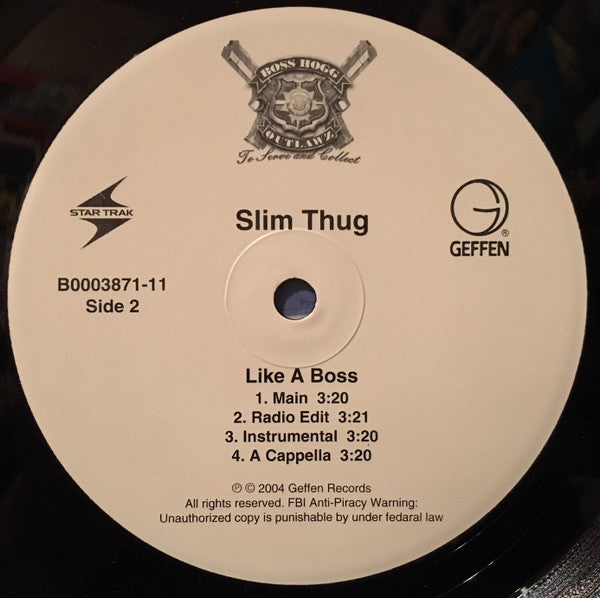 BOSS HOGG
OUTLAWZ
To Serve and Collect
STAR TRAK
Slim Thug
GEFFEN®
B0003871-11
Side 2
Like A Boss
1. Main 3:20
2. Radio Edit 3:21
3. Instrumental 3:20
4. A Cappella 3:20
℗ © 2004 Geffen Records
All rights reserved. FBI Anti-Piracy Warning:
Unauthorized copy is punishable by under federal law